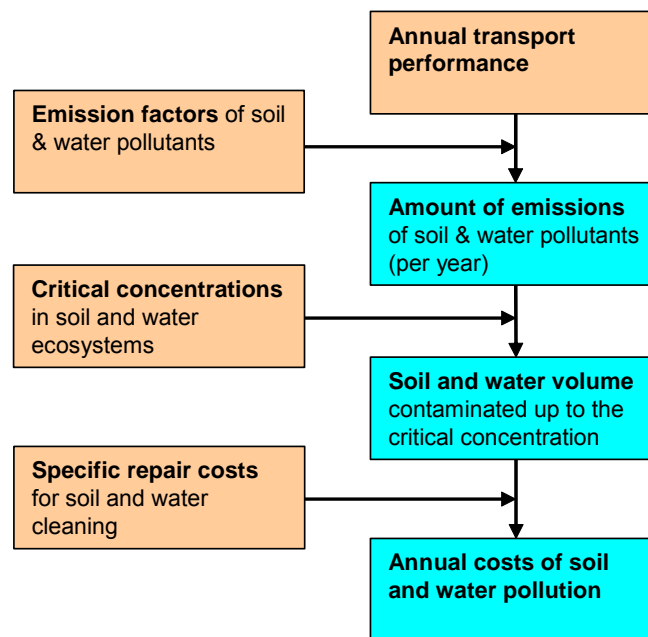 Annual transport
performance
Emission factors of soil
& water pollutants
Amount of emissions
of soil & water pollutants
(per year)
Critical concentrations
in soil and water
ecosystems
Soil and water volume
contaminated up to the
critical concentration
Specific repair costs
for soil and water
cleaning
Annual costs of soil
and water pollution